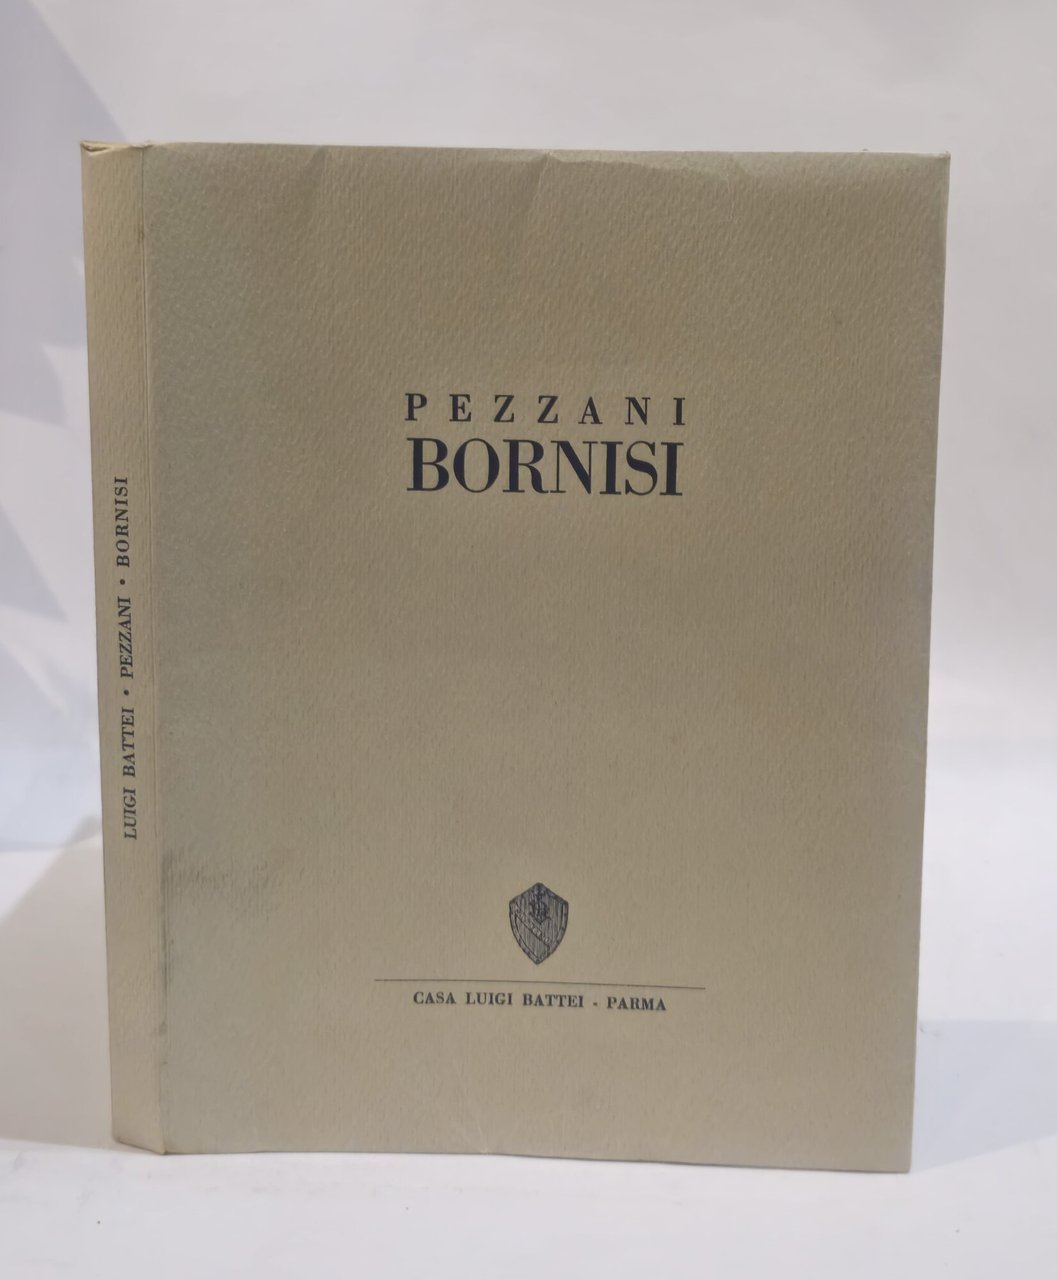 PEZZANI
BORNISI
CASA LUIGI BATTEI - PARMA
LUIGI BATTEI • PEZZANI • BORNISI